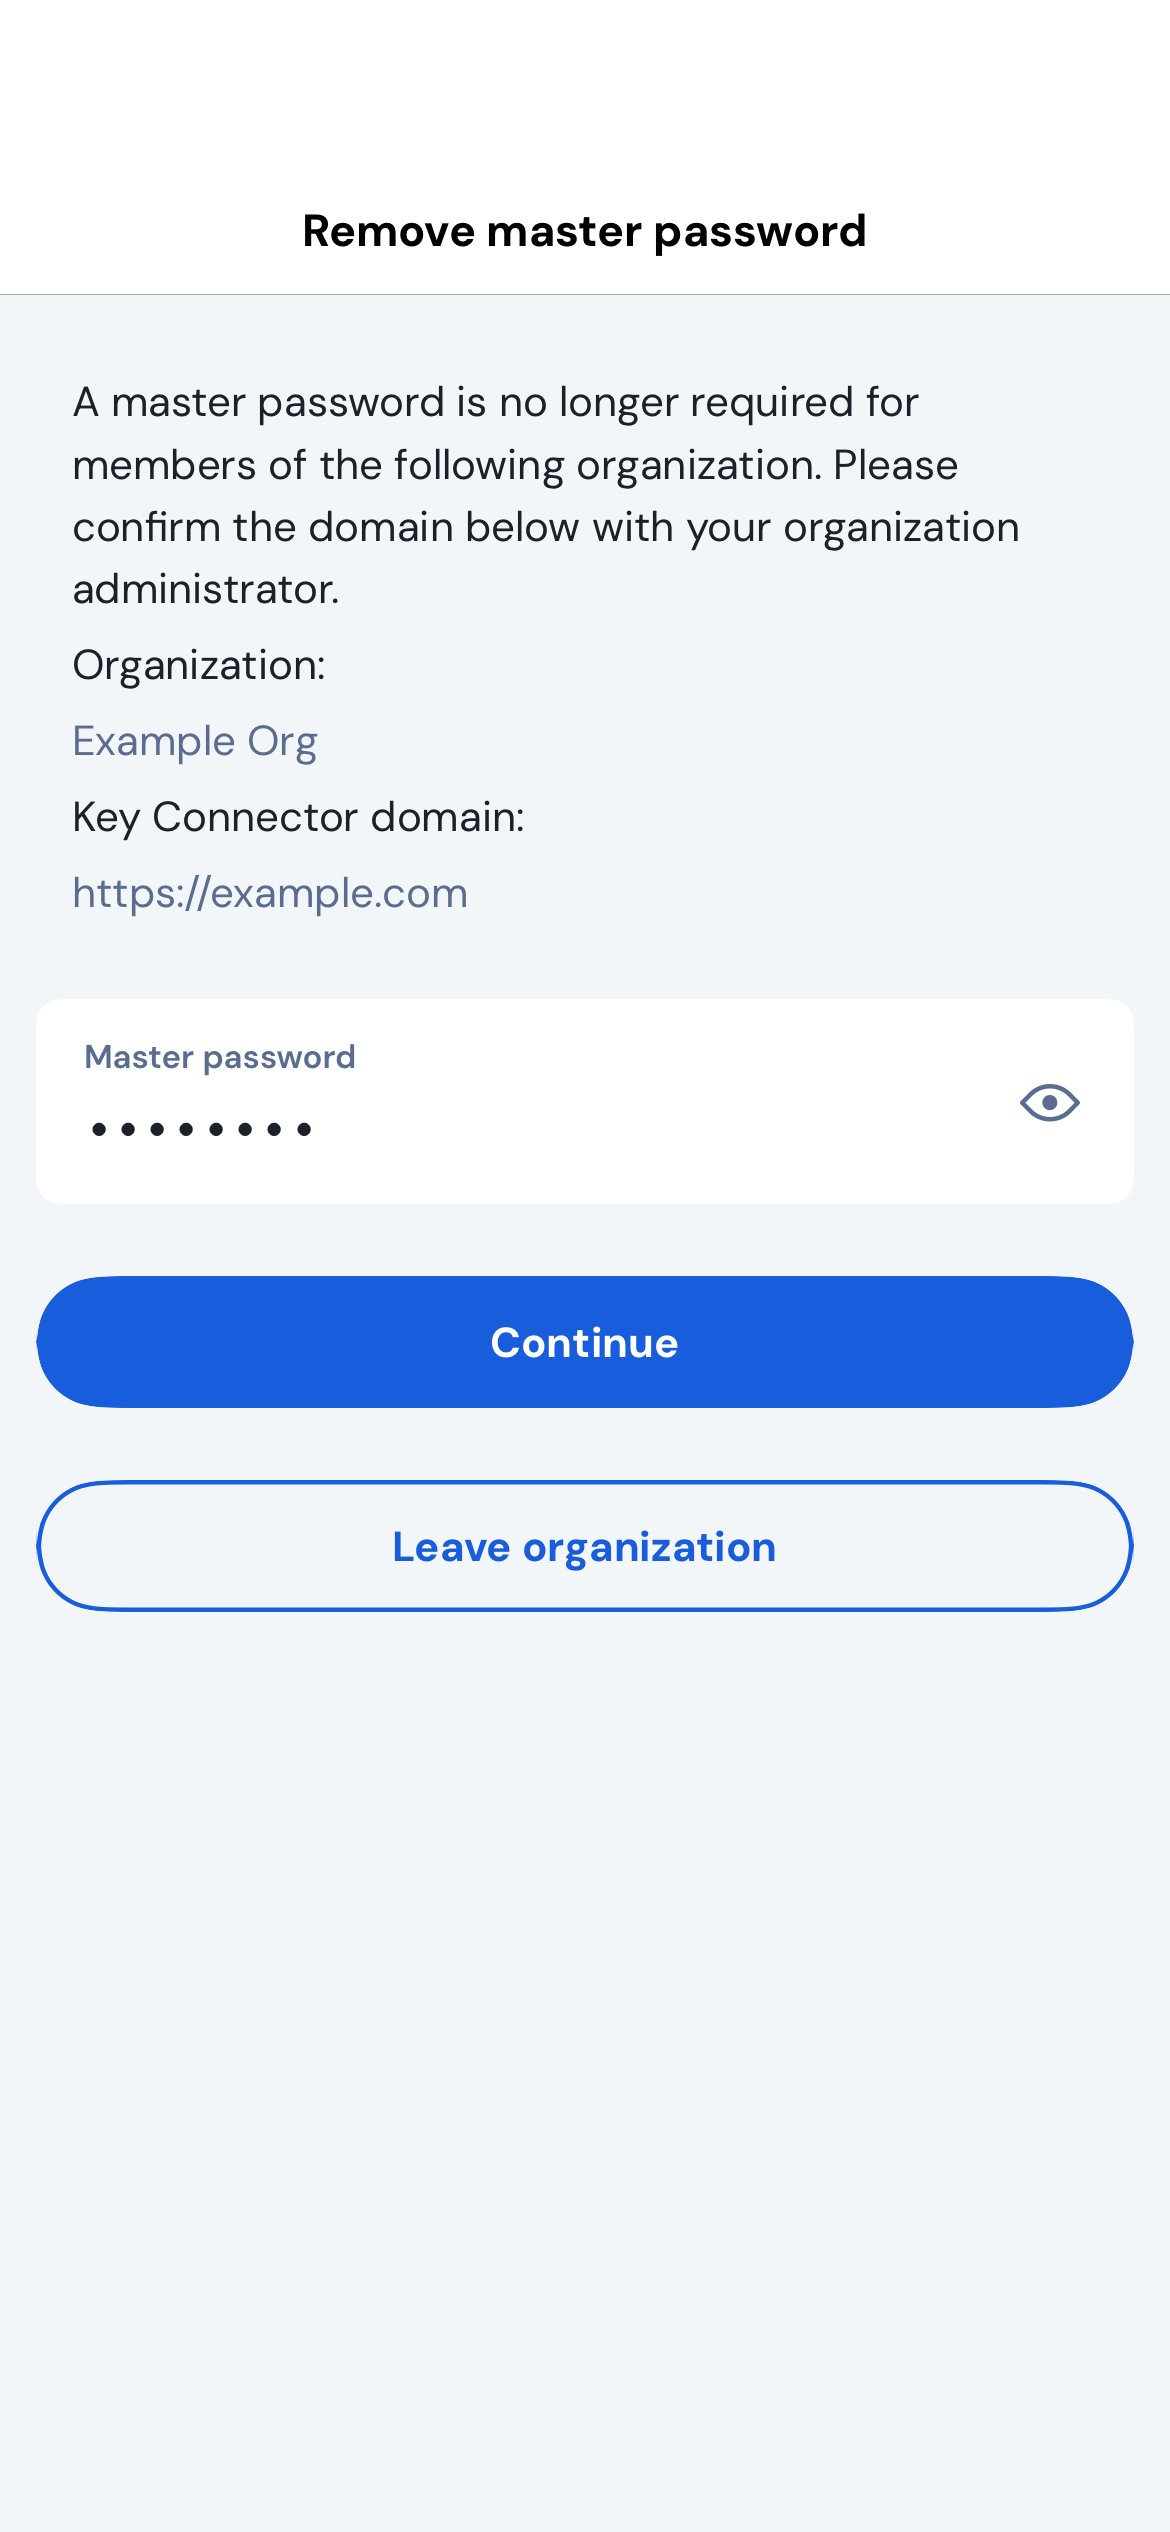 Remove master password
A master password is no longer required for
members of the following organization. Please
confirm the domain below with your organization
administrator.
Organization:
Example Org
Key Connector domain:
https://example.com
Master password
••••••••
Continue
Leave organization